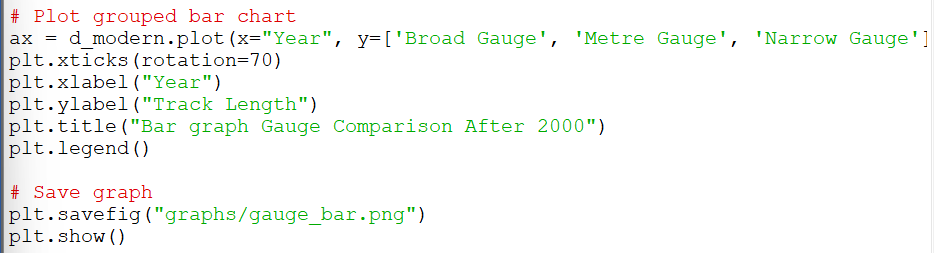 # Plot grouped bar chart
ax = d_modern.plot(x="Year", y=['Broad Gauge', 'Metre Gauge', 'Narrow Gauge']
plt.xticks(rotation=70)
plt.xlabel("Year")
plt.ylabel("Track Length")
plt.title("Bar graph Gauge Comparison After 2000")
plt.legend()
# Save graph
plt.savefig("graphs/gauge_bar.png")
plt.show()